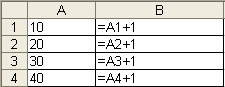 A B
1 10 =A1+1
2 20 =A2+1
3 30 =A3+1
4 40 =A4+1